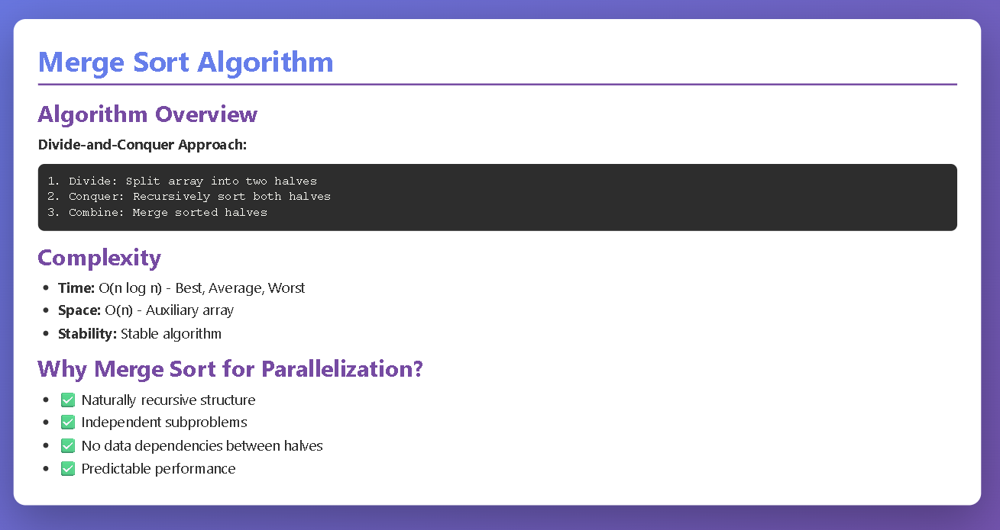 Merge Sort Algorithm
Algorithm Overview
Divide-and-Conquer Approach:
1. Divide: Split array into two halves
2. Conquer: Recursively sort both halves
3. Combine: Merge sorted halves
Complexity
• Time: O(n log n) - Best, Average, Worst
• Space: O(n) - Auxiliary array
• Stability: Stable algorithm
Why Merge Sort for Parallelization?
• ✅ Naturally recursive structure
• ✅ Independent subproblems
• ✅ No data dependencies between halves
• ✅ Predictable performance